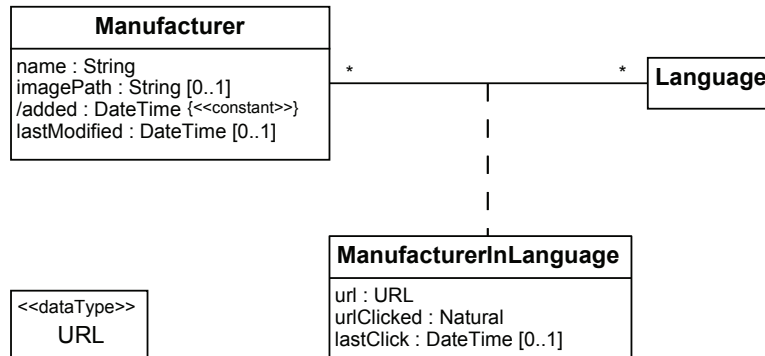 Manufacturer
name : String
imagePath : String [0..1]
/added : DateTime {<<constant>>}
lastModified : DateTime [0..1]
*
*
Language
ManufacturerInLanguage
url : URL
urlClicked : Natural
lastClick : DateTime [0..1]
<<dataType>>
URL